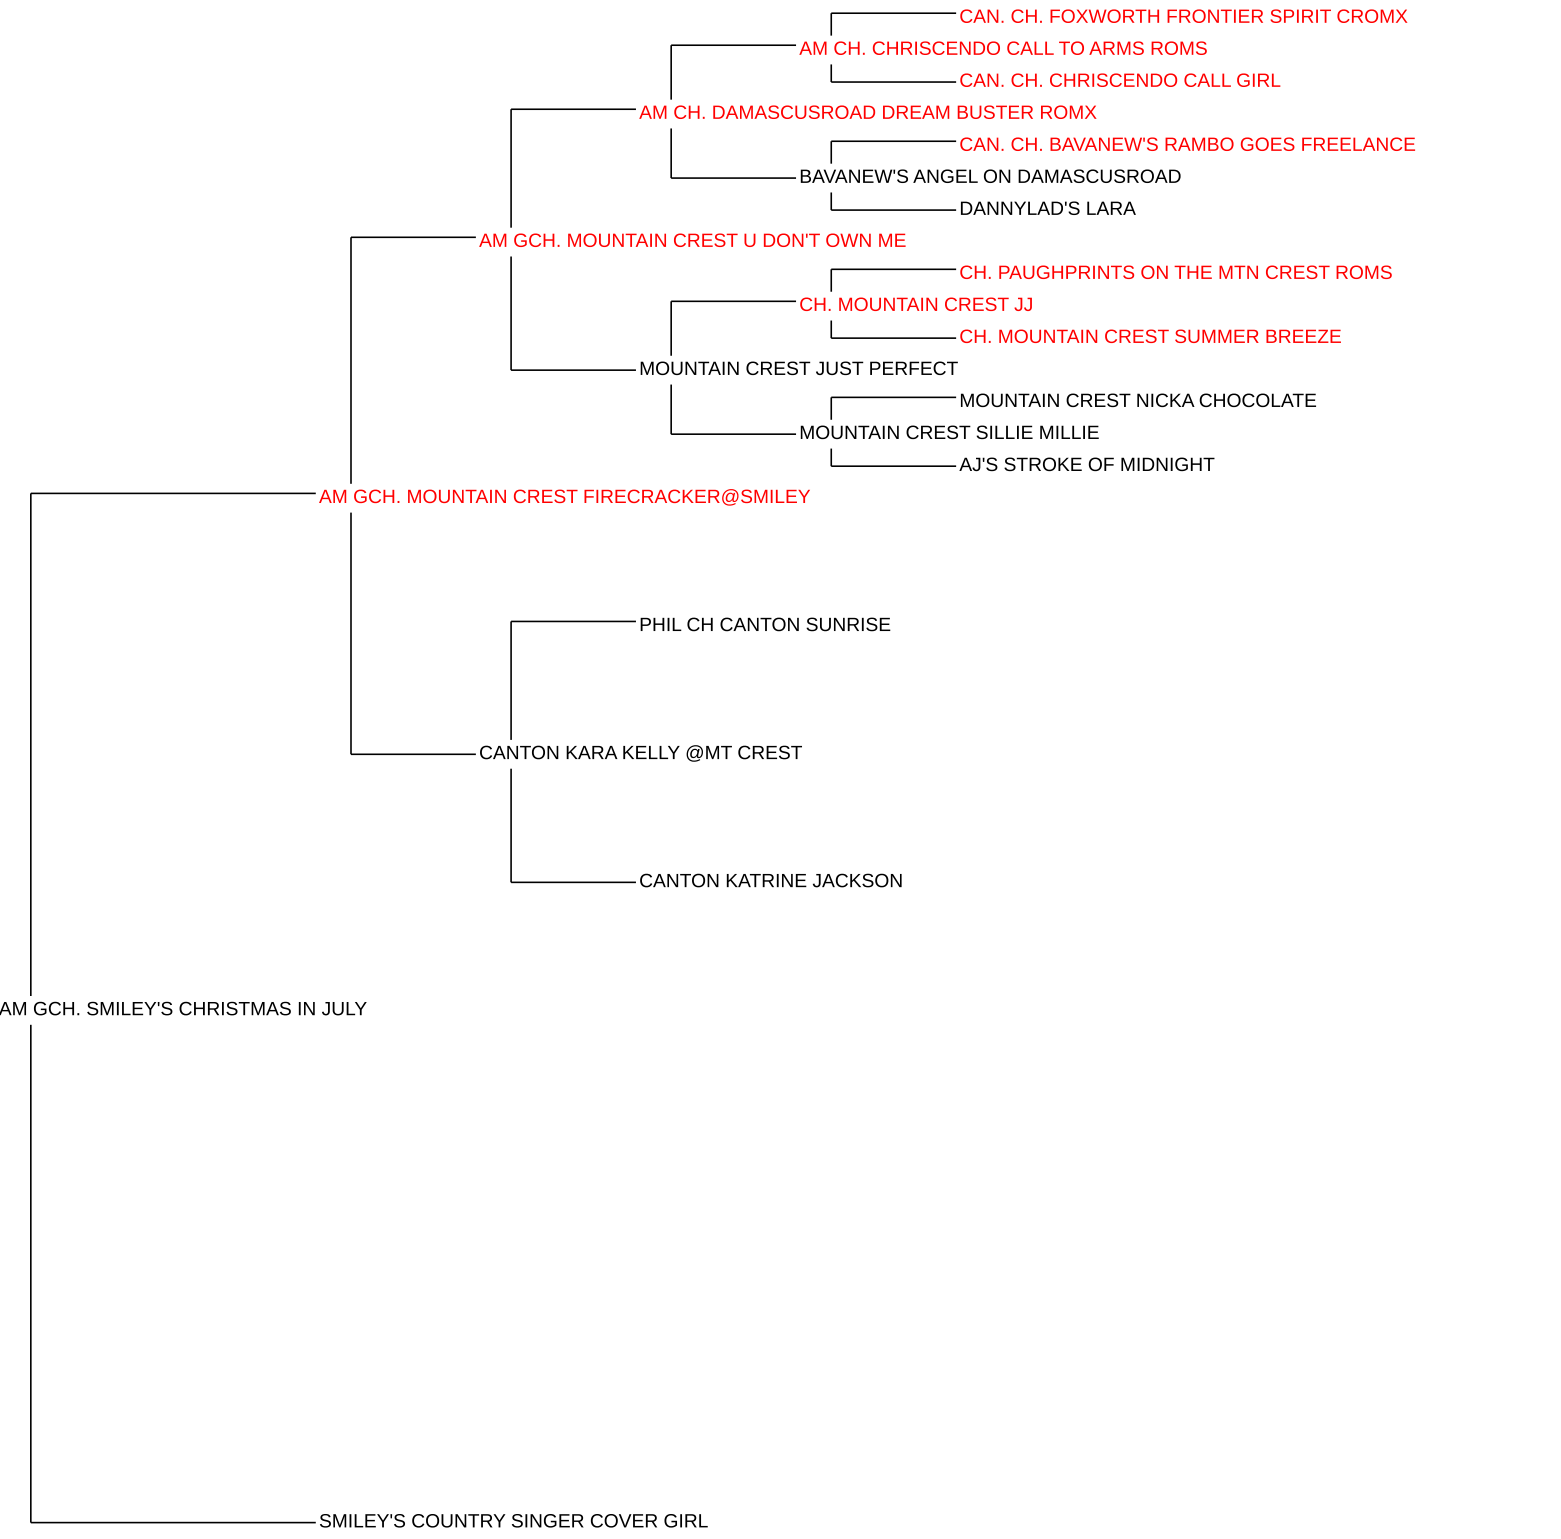 CAN. CH. FOXWORTH FRONTIER SPIRIT CROMX
AM CH. CHRISCENDO CALL TO ARMS ROMS
CAN. CH. CHRISCENDO CALL GIRL
AM CH. DAMASCUSROAD DREAM BUSTER ROMX
CAN. CH. BAVANEW'S RAMBO GOES FREELANCE
BAVANEW'S ANGEL ON DAMASCUSROAD
DANNYLAD'S LARA
AM GCH. MOUNTAIN CREST U DON'T OWN ME
CH. PAUGHPRINTS ON THE MTN CREST ROMS
CH. MOUNTAIN CREST JJ
CH. MOUNTAIN CREST SUMMER BREEZE
MOUNTAIN CREST JUST PERFECT
MOUNTAIN CREST NICKA CHOCOLATE
MOUNTAIN CREST SILLIE MILLIE
AJ'S STROKE OF MIDNIGHT
AM GCH. MOUNTAIN CREST FIRECRACKER@SMILEY
PHIL CH CANTON SUNRISE
CANTON KARA KELLY @MT CREST
CANTON KATRINE JACKSON
AM GCH. SMILEY'S CHRISTMAS IN JULY
SMILEY'S COUNTRY SINGER COVER GIRL